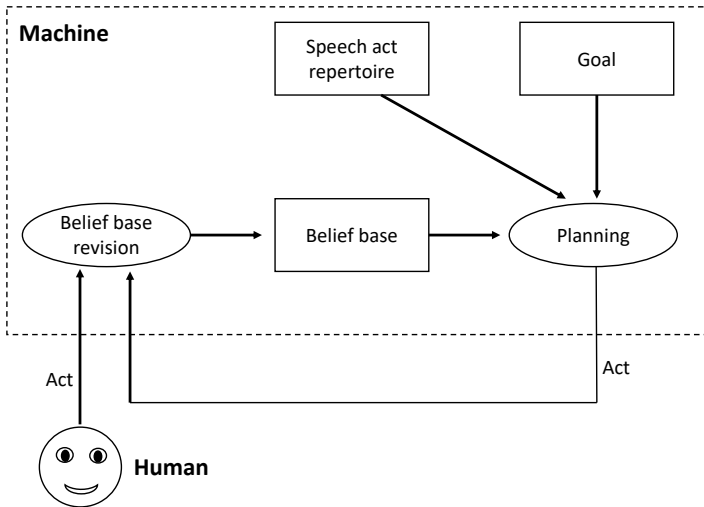 Machine
Speech act
repertoire
Goal
Belief base
revision
Belief base
Planning
Act
Act
Human